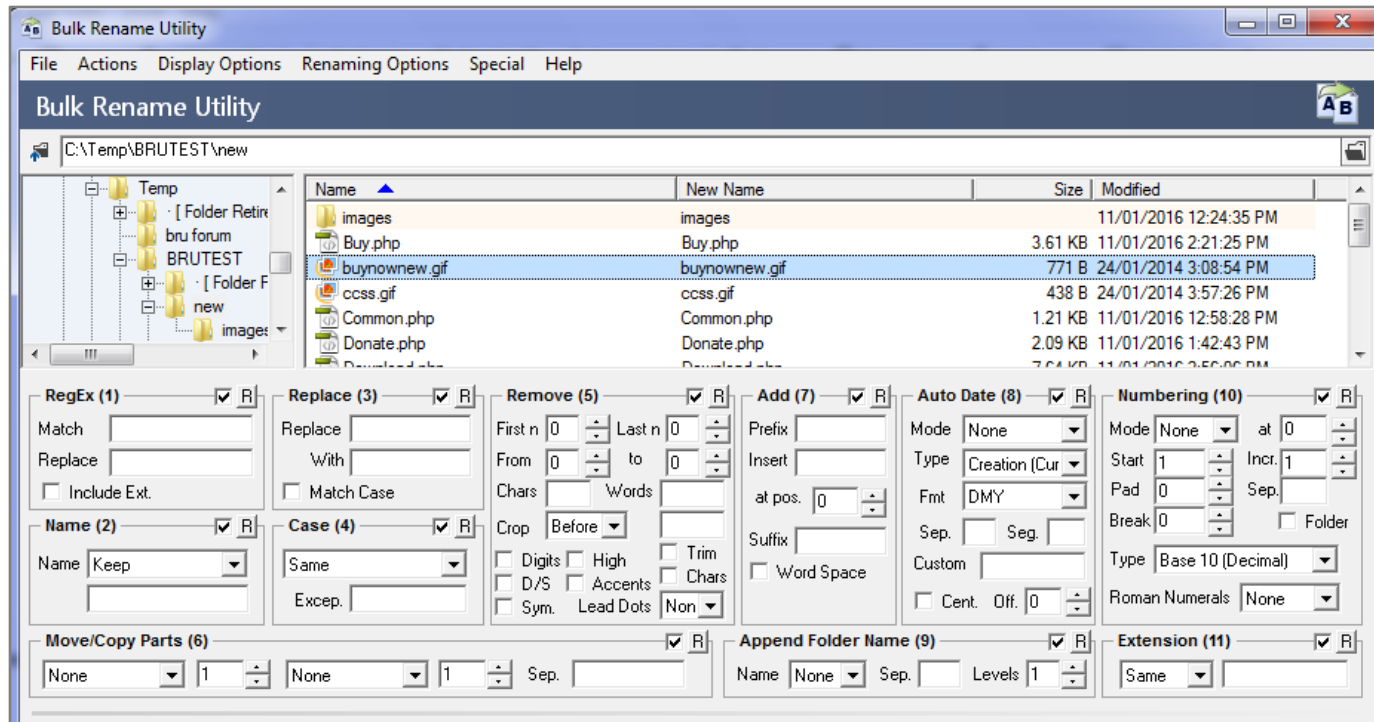 Bulk Rename Utility
File Actions Display Options Renaming Options Special Help
Bulk Rename Utility
AB
C:\Temp\BRUTEST\new
Temp
· [ Folder Retire
bru forum
BRUTEST
· [ Folder F
new
images
Name New Name Size Modified
images images 11/01/2016 12:24:35 PM
Buy.php Buy.php 3.61 KB 11/01/2016 2:21:25 PM
buynownew.gif buynownew.gif 771 B 24/01/2014 3:08:54 PM
ccss.gif ccss.gif 438 B 24/01/2014 3:57:26 PM
Common.php Common.php 1.21 KB 11/01/2016 12:58:28 PM
Donate.php Donate.php 2.09 KB 11/01/2016 1:42:43 PM
RegEx (1) R
Match
Replace
Include Ext.
Name (2) R
Name Keep
Replace (3) R
Replace
With
Match Case
Case (4) R
Same
Excep.
Remove (5) R
First n 0 Last n 0
From 0 to 0
Chars Words
Crop Before
Digits High Trim
D/S Accents Chars
Sym. Lead Dots Non
Add (7) R
Prefix
Insert
at pos. 0
Suffix
Word Space
Auto Date (8) R
Mode None
Type Creation (Cur
Fmt DMY
Sep. Seg.
Custom
Cent. Off. 0
Numbering (10) R
Mode None at 0
Start 1 Incr. 1
Pad 0 Sep.
Break 0 Folder
Type Base 10 (Decimal)
Roman Numerals None
Move/Copy Parts (6) R
None 1 None 1 Sep.
Append Folder Name (9) R
Name None Sep. Levels 1
Extension (11) R
Same